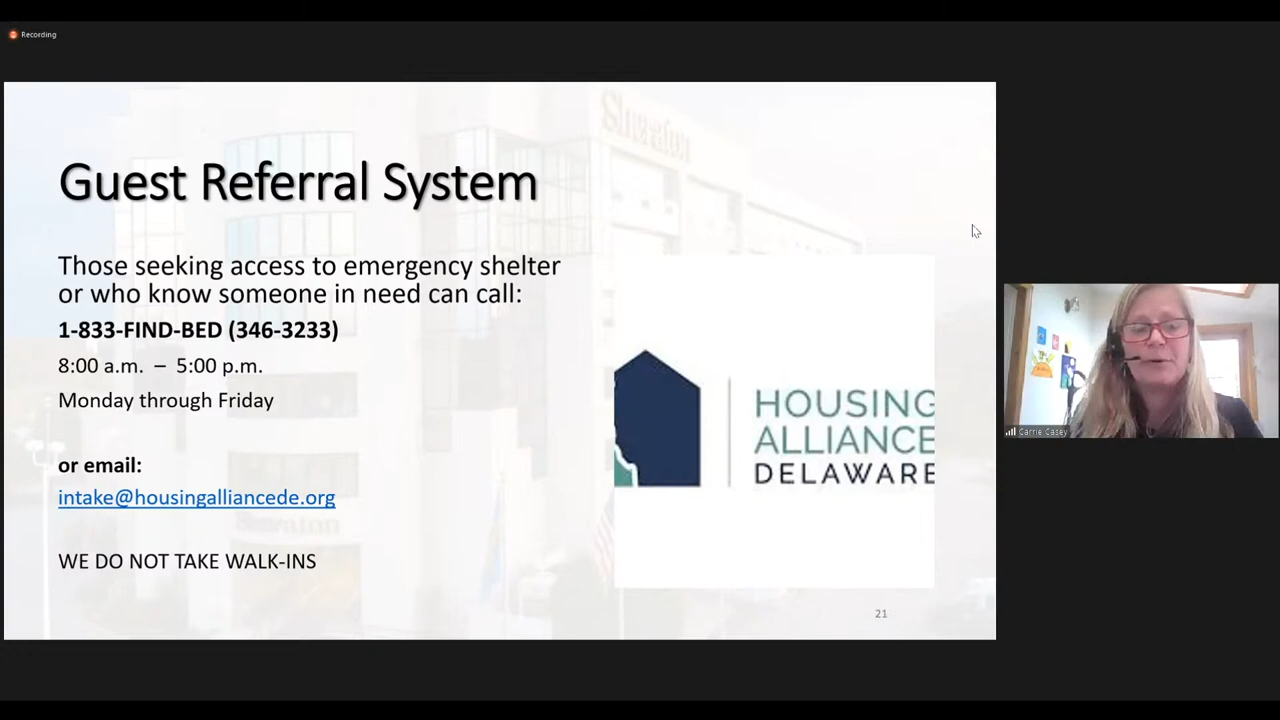 Recording
Sheraton
Guest Referral System
Those seeking access to emergency shelter
or who know someone in need can call:
1-833-FIND-BED (346-3233)
8:00 a.m. – 5:00 p.m.
Monday through Friday
or email:
intake@housingalliancede.org
Sheraton
WE DO NOT TAKE WALK-INS
HOUSING
ALLIANCE
DELAWARE
21
Carrie Casey